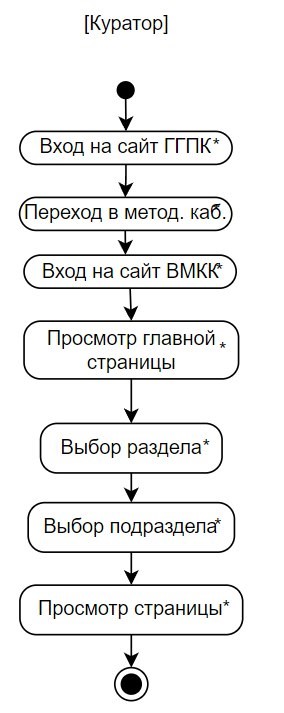 [Куратор]
Вход на сайт ГГПК*
Переход в метод. каб.*
Вход на сайт ВМКК*
Просмотр главной
страницы *
Выбор раздела*
Выбор подраздела*
Просмотр страницы*